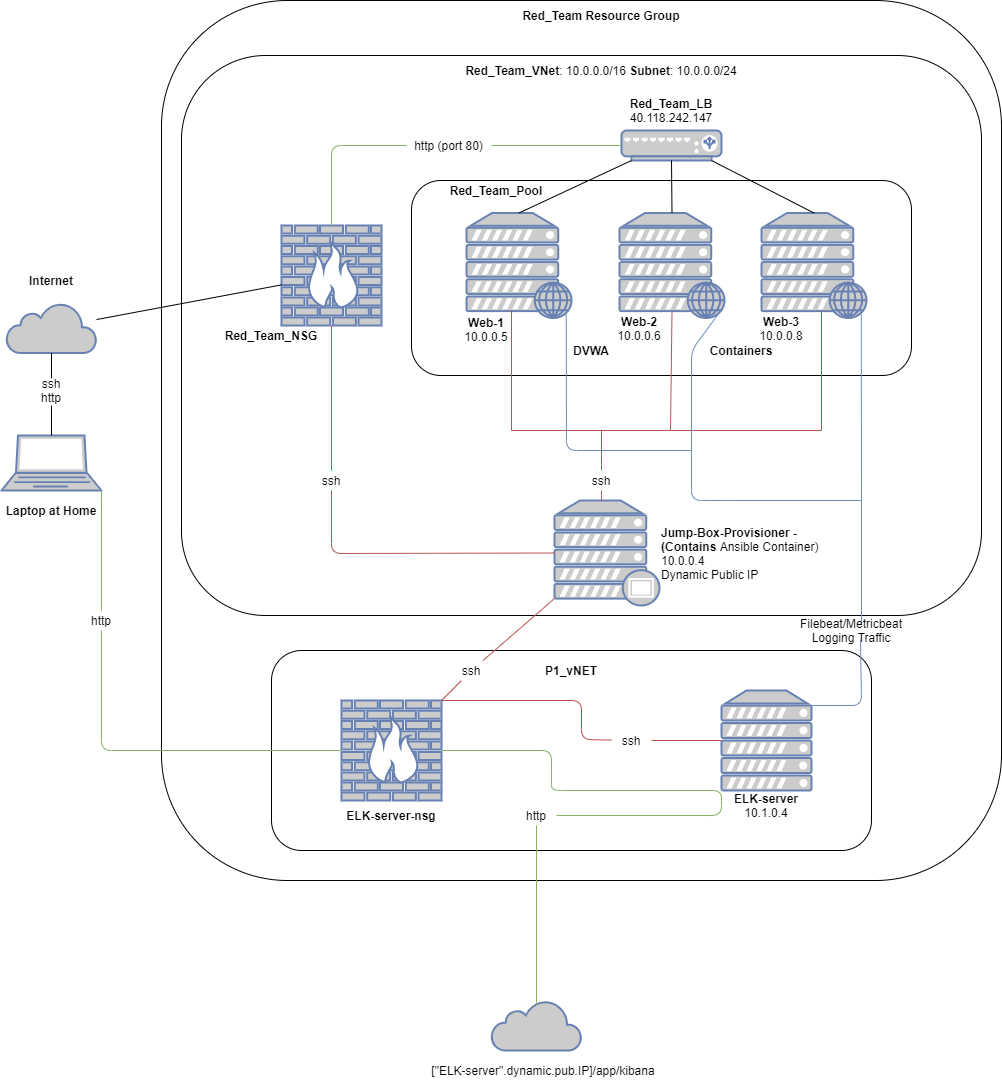 Red_Team Resource Group
Red_Team_VNet: 10.0.0.0/16 Subnet: 10.0.0.0/24
Red_Team_LB
40.118.242.147
http (port 80)
Red_Team_Pool
Internet
Web-1
10.0.0.5
Web-2
10.0.0.6
Web-3
10.0.0.8
Red_Team_NSG
DVWA
Containers
ssh
http
ssh
ssh
Laptop at Home
Jump-Box-Provisioner -
(Contains Ansible Container)
10.0.0.4
Dynamic Public IP
http
Filebeat/Metricbeat
Logging Traffic
ssh
P1_vNET
ssh
ELK-server
10.1.0.4
ELK-server-nsg
http
["ELK-server".dynamic.pub.IP]/app/kibana